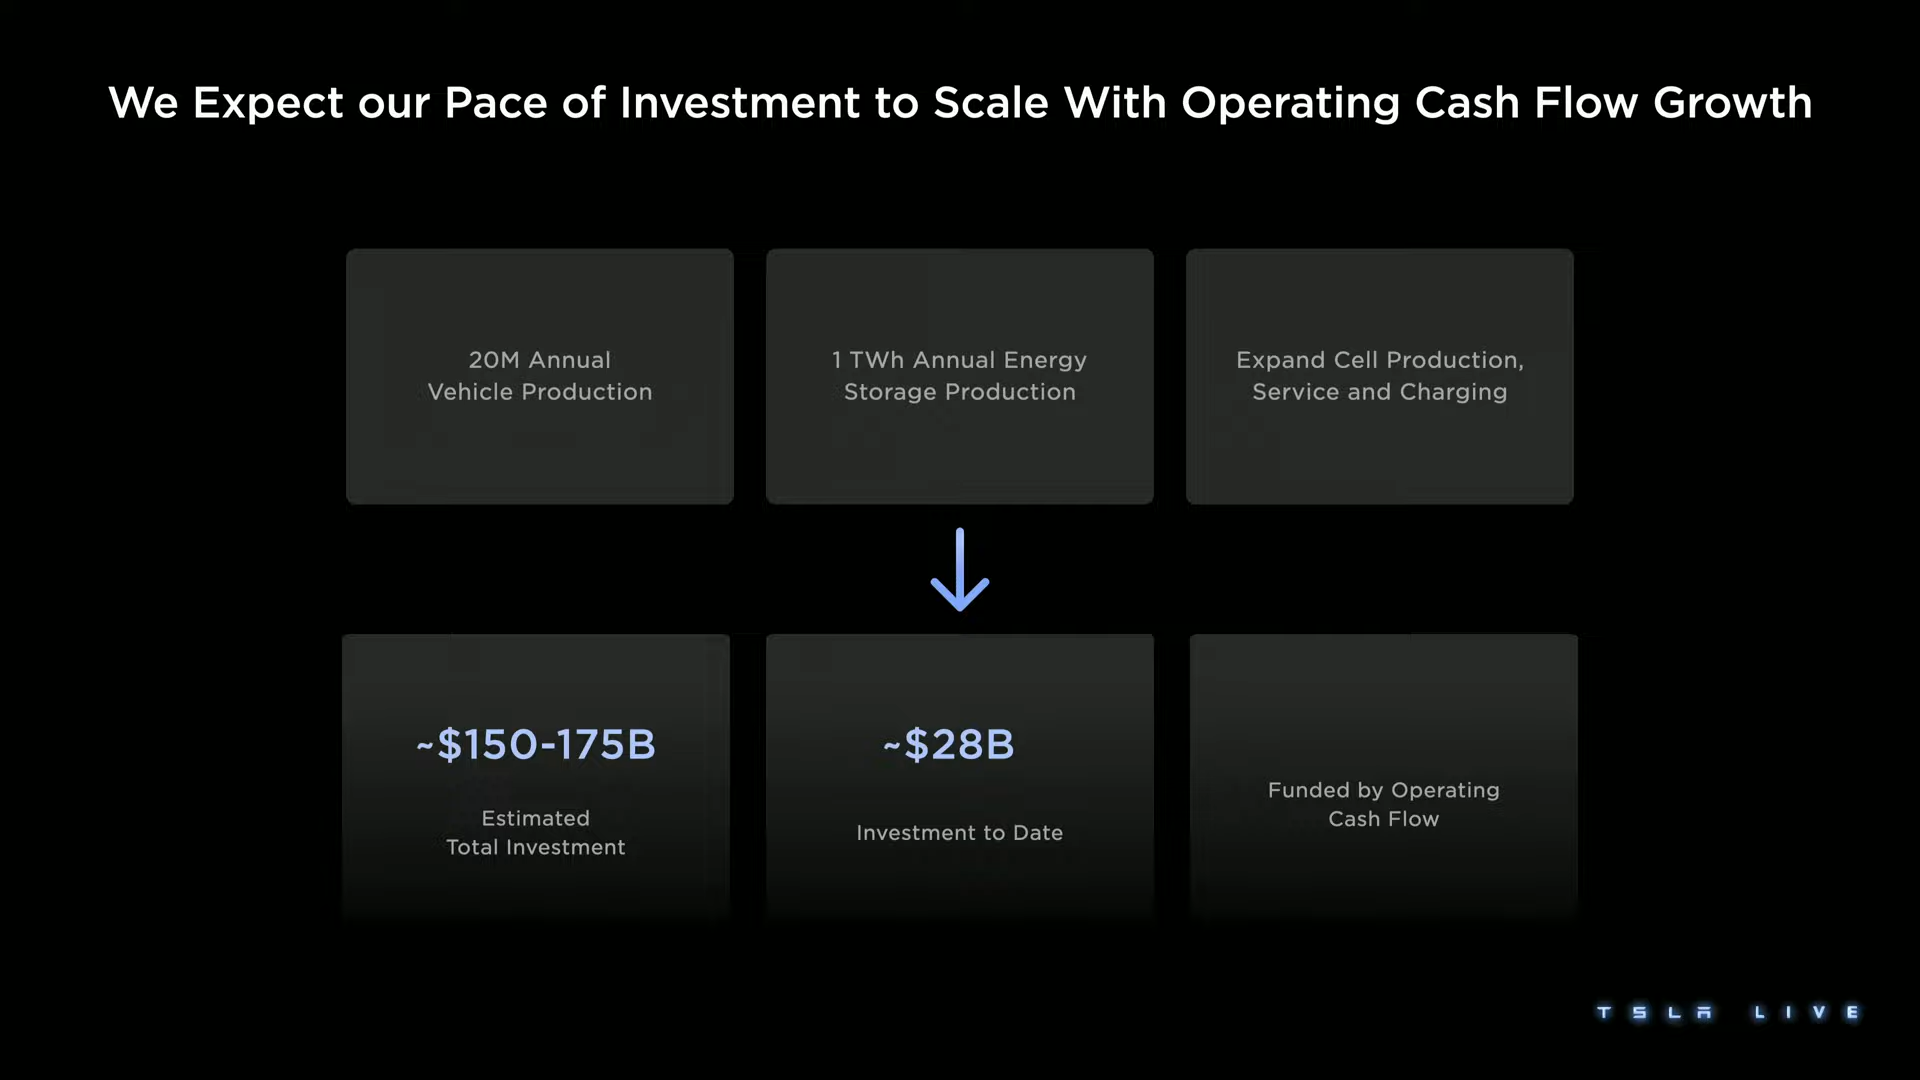 We Expect our Pace of Investment to Scale With Operating Cash Flow Growth
20M Annual
Vehicle Production
1 TWh Annual Energy
Storage Production
Expand Cell Production,
Service and Charging
~$150-175B
Estimated
Total Investment
~$28B
Investment to Date
Funded by Operating
Cash Flow
TSLA LIVE